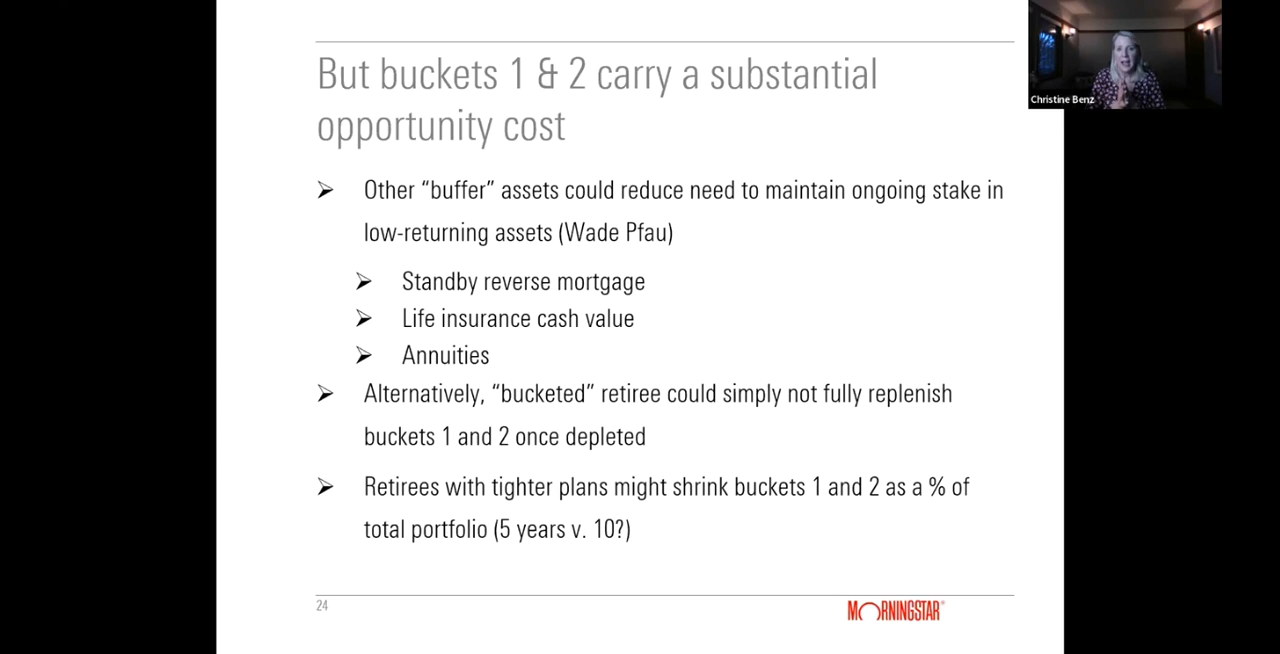 But buckets 1 & 2 carry a substantial
opportunity cost
Christine Benz
➢ Other “buffer” assets could reduce need to maintain ongoing stake in
low-returning assets (Wade Pfau)
➢ Standby reverse mortgage
➢ Life insurance cash value
➢ Annuities
➢ Alternatively, “bucketed” retiree could simply not fully replenish
buckets 1 and 2 once depleted
➢ Retirees with tighter plans might shrink buckets 1 and 2 as a % of
total portfolio (5 years v. 10?)
24
MORNINGSTAR®